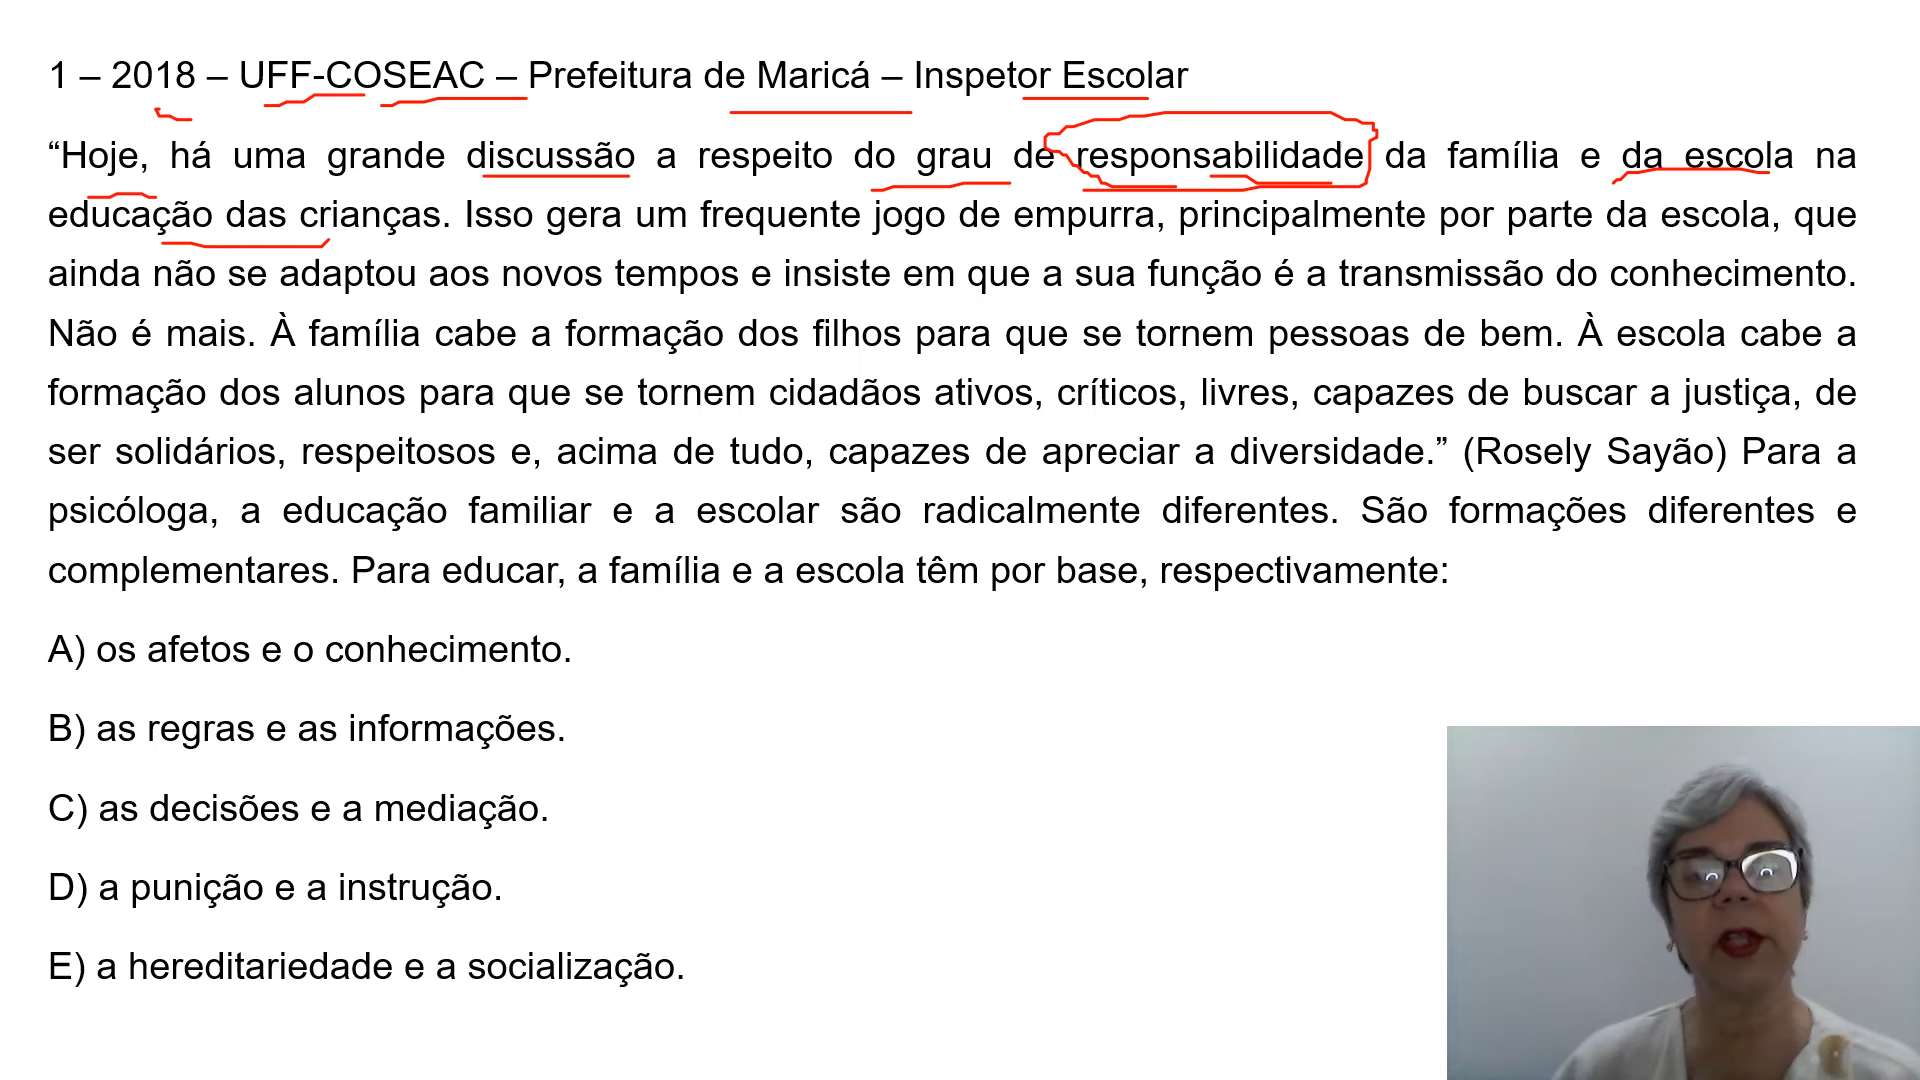 1 – 2018 – UFF-COSEAC – Prefeitura de Maricá – Inspetor Escolar
“Hoje, há uma grande discussão a respeito do grau de responsabilidade da família e da escola na
educação das crianças. Isso gera um frequente jogo de empurra, principalmente por parte da escola, que
ainda não se adaptou aos novos tempos e insiste em que a sua função é a transmissão do conhecimento.
Não é mais. À família cabe a formação dos filhos para que se tornem pessoas de bem. À escola cabe a
formação dos alunos para que se tornem cidadãos ativos, críticos, livres, capazes de buscar a justiça, de
ser solidários, respeitosos e, acima de tudo, capazes de apreciar a diversidade.” (Rosely Sayão) Para a
psicóloga, a educação familiar e a escolar são radicalmente diferentes. São formações diferentes e
complementares. Para educar, a família e a escola têm por base, respectivamente:
A) os afetos e o conhecimento.
B) as regras e as informações.
C) as decisões e a mediação.
D) a punição e a instrução.
E) a hereditariedade e a socialização.